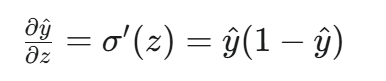 ∂ŷ/∂z = σ′(z) = ŷ(1 − ŷ)